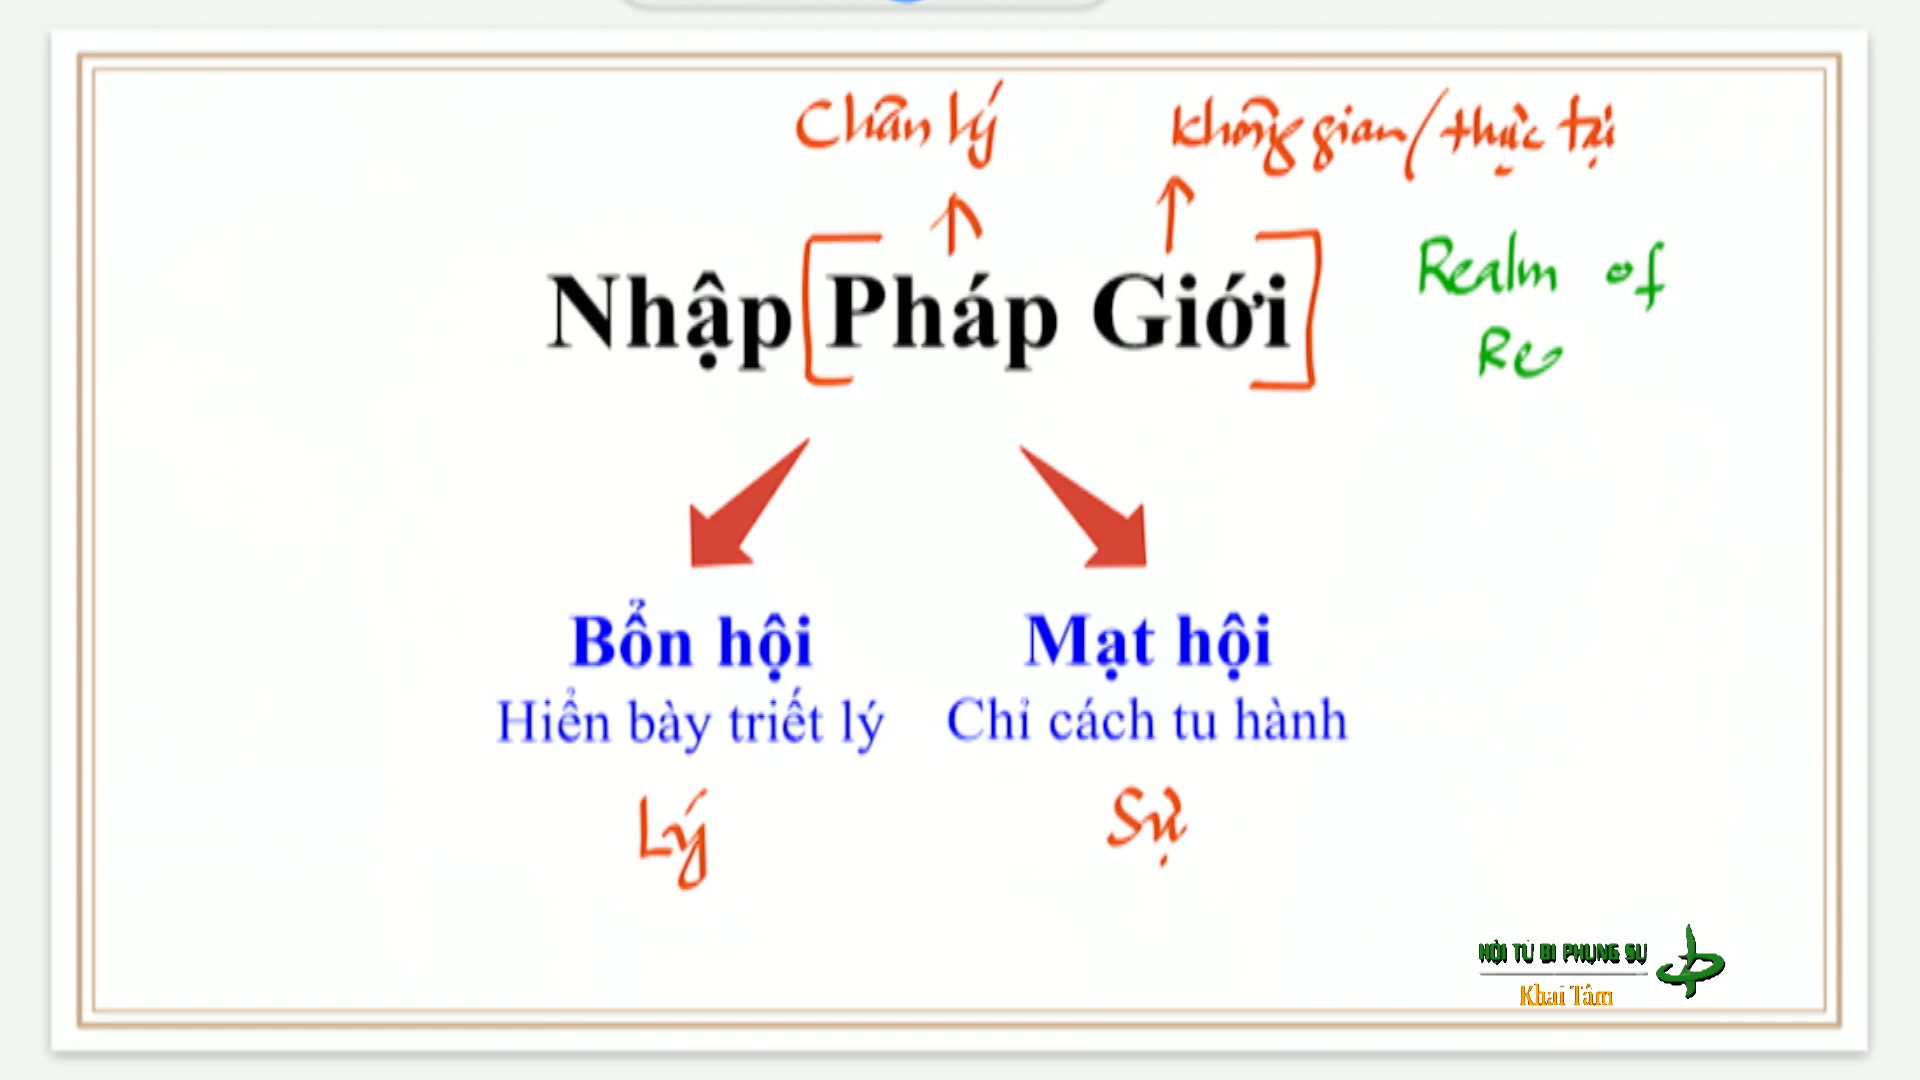 Chân lý
Không gian/thực tại
Nhập [Pháp Giới]
Realm of
Re
Bổn hội
Mạt hội
Hiển bày triết lý
Chỉ cách tu hành
Lý
Sự
HỘI TỪ BI PHỤNG SỰ
Khai Tâm